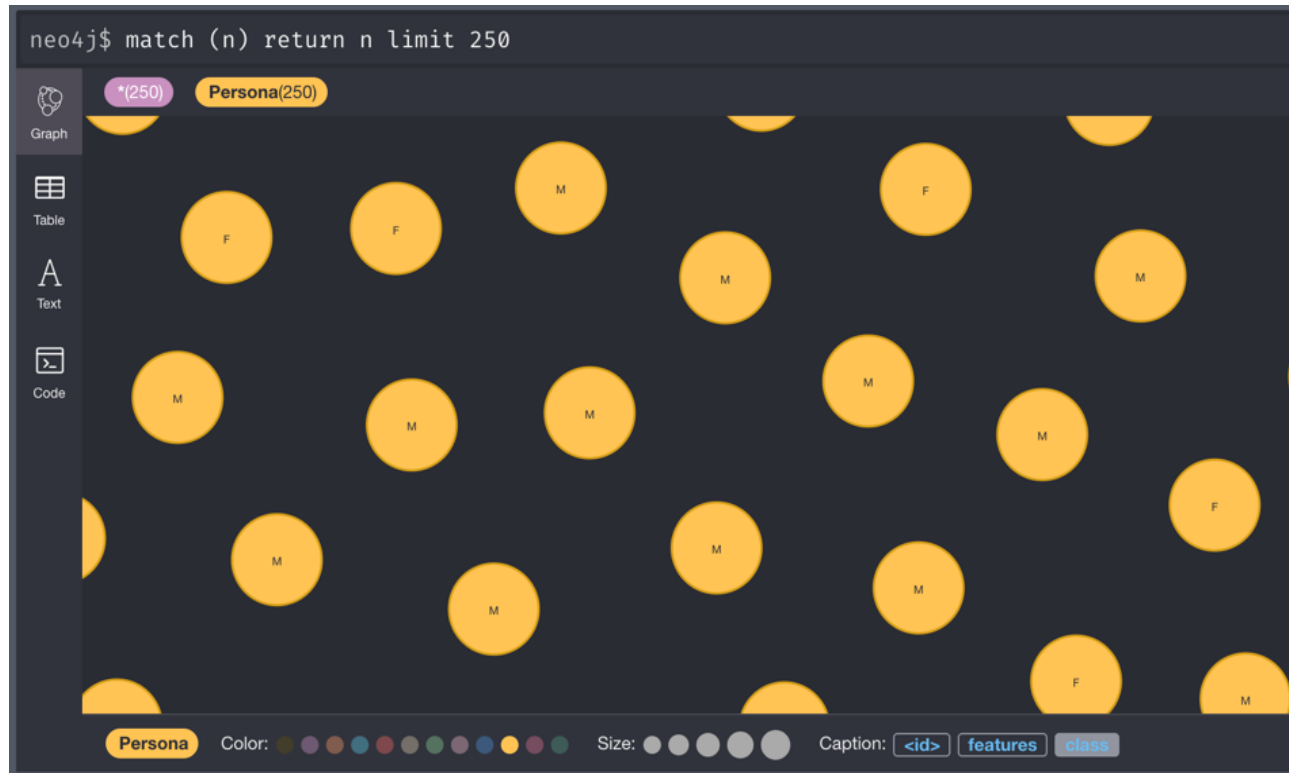 neo4j$ match (n) return n limit 250
*(250) Persona(250)
Graph
Table
Text
Code
M
F
F
F
M
M
M
M
M
M
M
F
M
M
M
M
F
M
Persona Color: Size: Caption: <id> features class